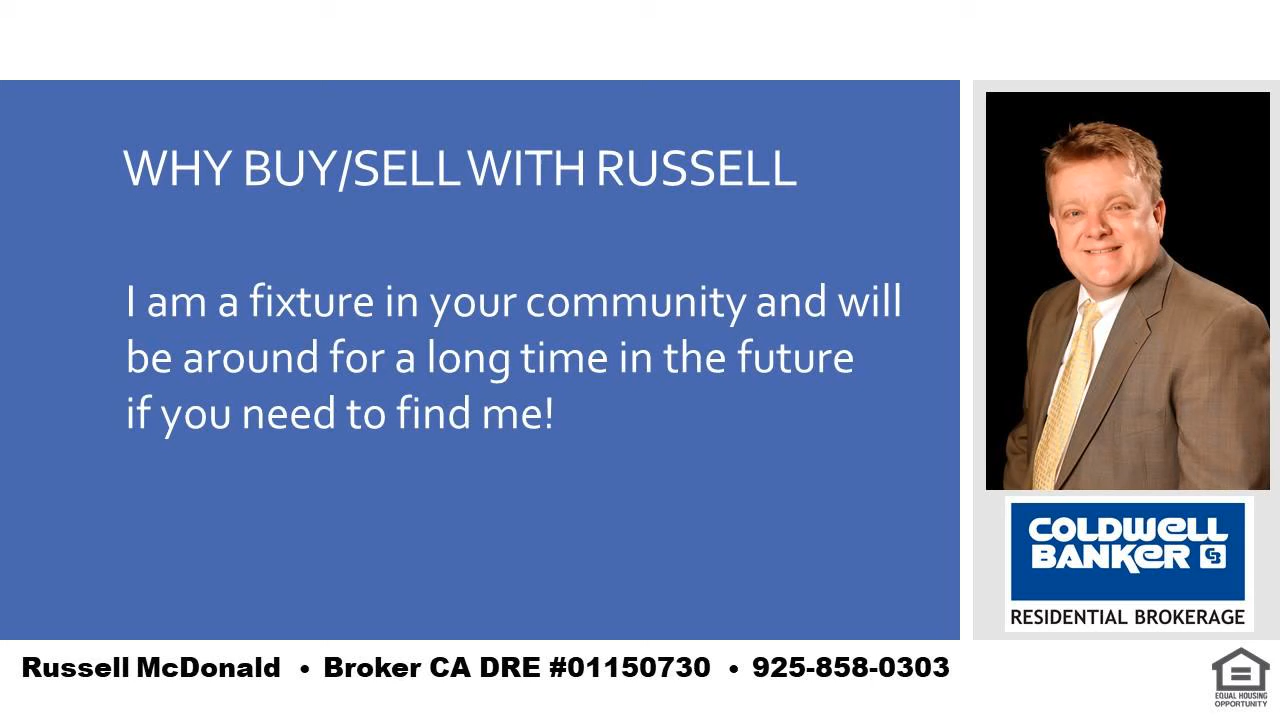 WHY BUY/SELL WITH RUSSELL
I am a fixture in your community and will
be around for a long time in the future
if you need to find me!
COLDWELL
BANKER CB
RESIDENTIAL BROKERAGE
Russell McDonald • Broker CA DRE #01150730 • 925-858-0303
EQUAL HOUSING
OPPORTUNITY